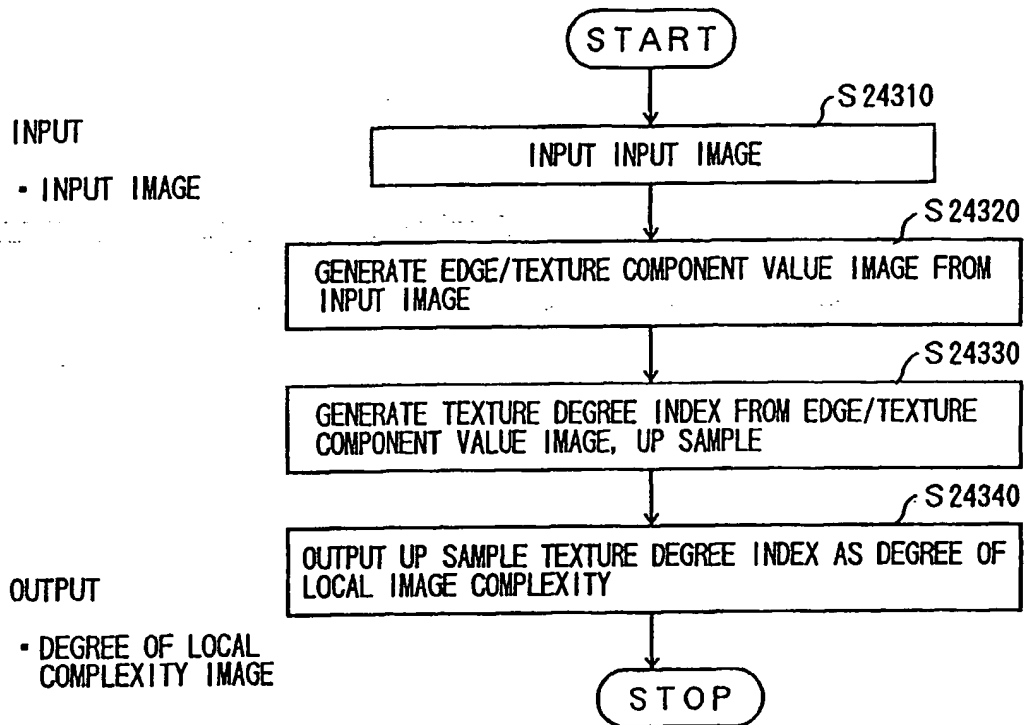 START
S24310
INPUT
INPUT INPUT IMAGE
- INPUT IMAGE
S24320
GENERATE EDGE/TEXTURE COMPONENT VALUE IMAGE FROM
INPUT IMAGE
S24330
GENERATE TEXTURE DEGREE INDEX FROM EDGE/TEXTURE
COMPONENT VALUE IMAGE, UP SAMPLE
S24340
OUTPUT UP SAMPLE TEXTURE DEGREE INDEX AS DEGREE OF
LOCAL IMAGE COMPLEXITY
OUTPUT
- DEGREE OF LOCAL
COMPLEXITY IMAGE
STOP